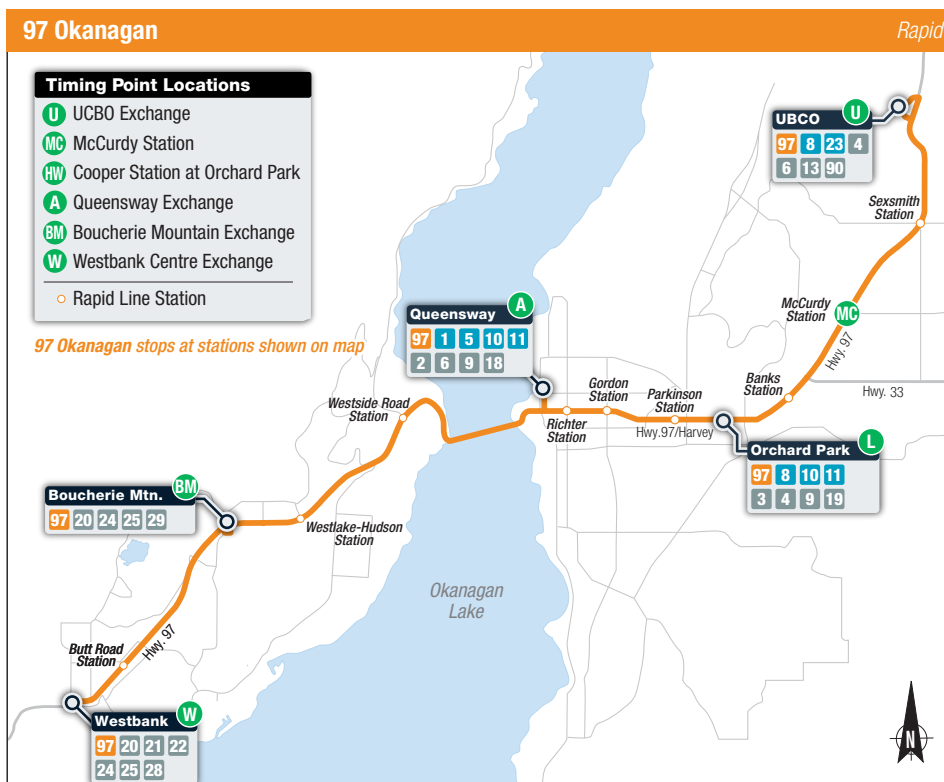 97 Okanagan
Rapid
Timing Point Locations
U UCBO Exchange
MC McCurdy Station
HW Cooper Station at Orchard Park
A Queensway Exchange
BM Boucherie Mountain Exchange
W Westbank Centre Exchange
Rapid Line Station
97 Okanagan stops at stations shown on map
UBCO U
97 8 23 4
6 13 90
Sexsmith
Station
McCurdy
Station
MC
Hwy. 97
Hwy. 33
Banks
Station
Queensway A
97 1 5 10 11
2 6 9 18
Gordon
Station
Parkinson
Station
Richter
Station
Hwy.97/Harvey
Orchard Park L
97 8 10 11
3 4 9 19
Westside Road
Station
Boucherie Mtn. BM
97 20 24 25 29
Westlake-Hudson
Station
Okanagan
Lake
Butt Road
Station
Hwy. 97
Westbank W
97 20 21 22
24 25 28
N